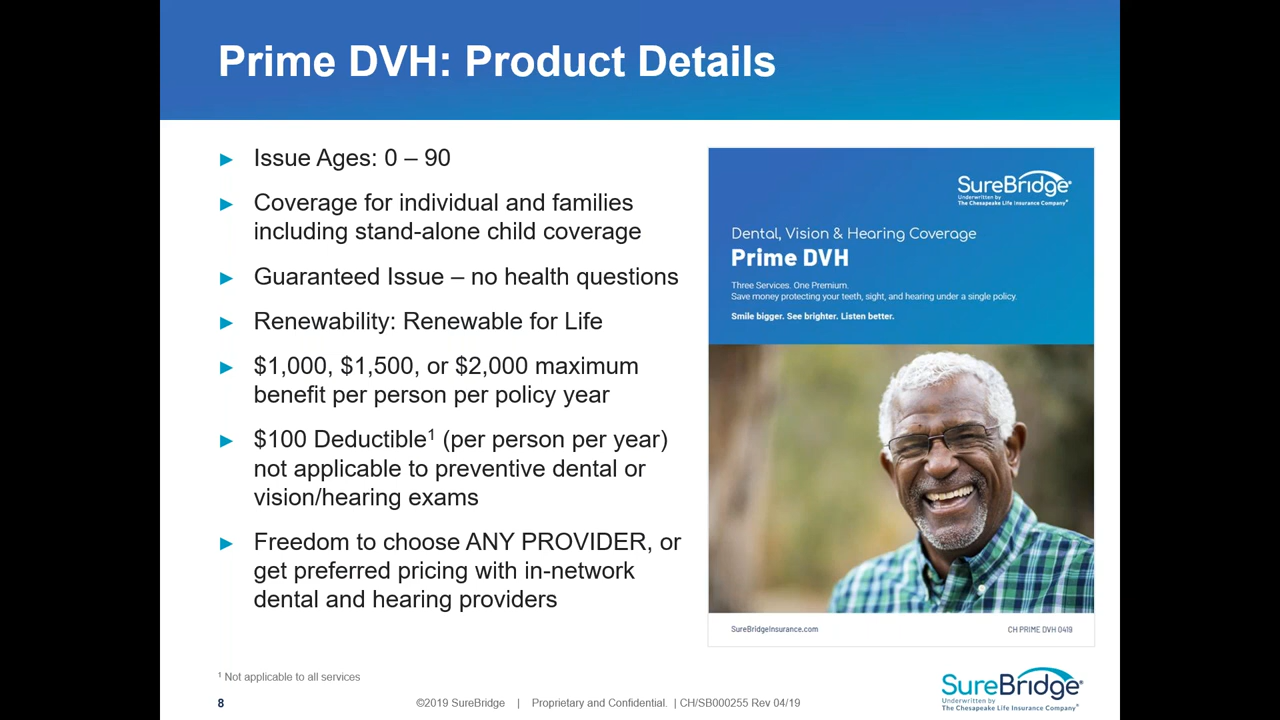 Prime DVH: Product Details
► Issue Ages: 0 – 90
► Coverage for individual and families
including stand-alone child coverage
► Guaranteed Issue – no health questions
► Renewability: Renewable for Life
► $1,000, $1,500, or $2,000 maximum
benefit per person per policy year
► $100 Deductible¹ (per person per year)
not applicable to preventive dental or
vision/hearing exams
► Freedom to choose ANY PROVIDER, or
get preferred pricing with in-network
dental and hearing providers
SureBridge®
Underwritten by
The Chesapeake Life Insurance Company®
Dental, Vision & Hearing Coverage
Prime DVH
Three Services. One Premium.
Save money protecting your teeth, sight, and hearing under a single policy.
Smile bigger. See brighter. Listen better.
SureBridgeInsurance.com
CH PRIME DVH 0419
¹ Not applicable to all services
8
©2019 SureBridge | Proprietary and Confidential. | CH/SB000255 Rev 04/19
SureBridge®
Underwritten by
The Chesapeake Life Insurance Company®